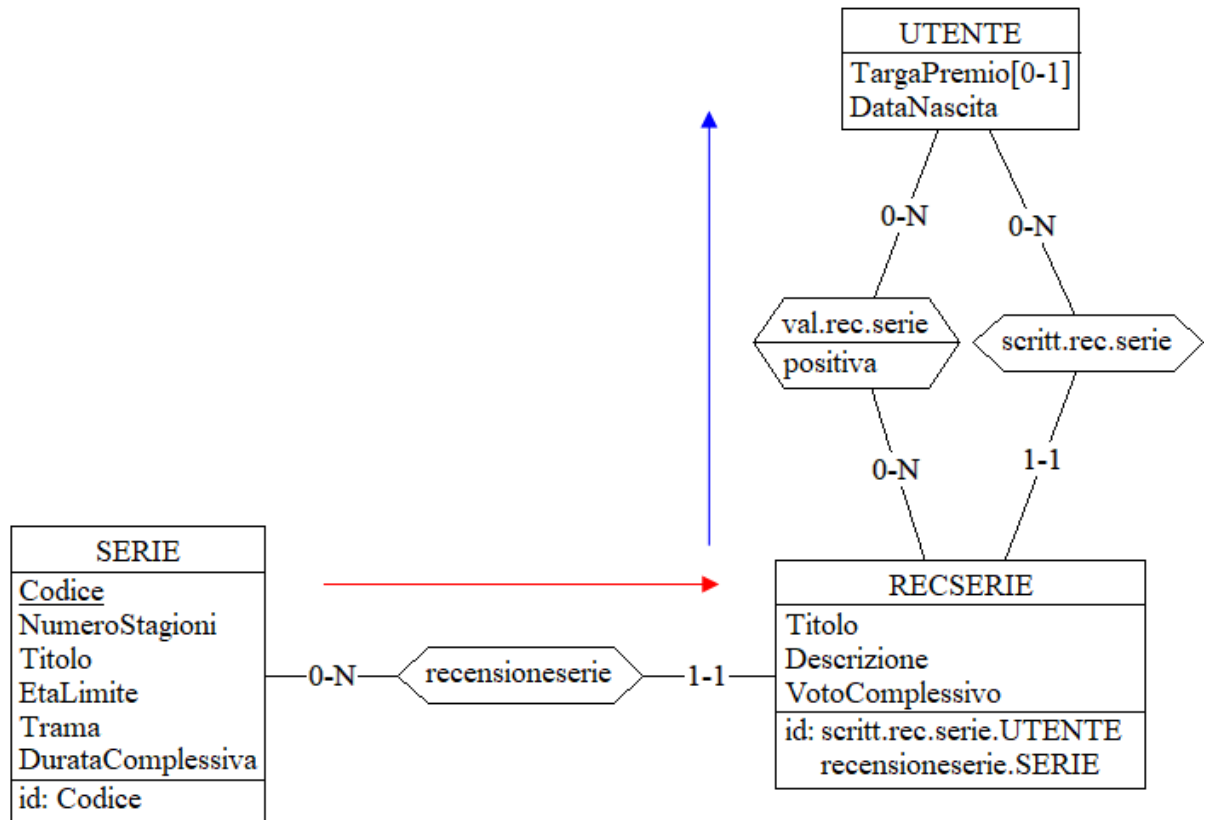 UTENTE
TargaPremio[0-1]
DataNascita
0-N
0-N
val.rec.serie
positiva
scritt.rec.serie
0-N
1-1
SERIE
Codice
NumeroStagioni
Titolo
EtaLimite
Trama
DurataComplessiva
id: Codice
0-N
recensioneserie
1-1
RECSERIE
Titolo
Descrizione
VotoComplessivo
id: scritt.rec.serie.UTENTE
recensioneserie.SERIE